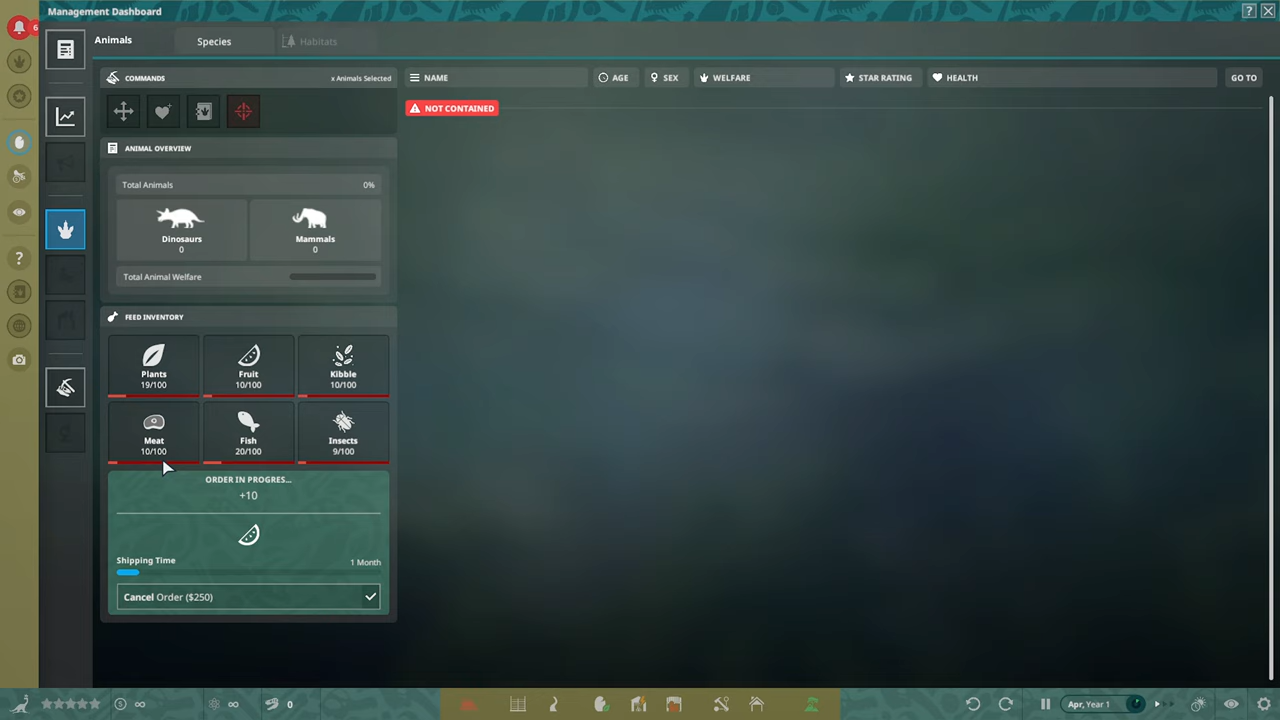 Management Dashboard
?
6
Animals
Species
Habitats
COMMANDS
x Animals Selected
NAME
AGE
SEX
WELFARE
STAR RATING
HEALTH
GO TO
NOT CONTAINED
ANIMAL OVERVIEW
Total Animals
0%
Dinosaurs
0
Mammals
0
Total Animal Welfare
FEED INVENTORY
Plants
19/100
Fruit
10/100
Kibble
10/100
Meat
10/100
Fish
20/100
Insects
9/100
ORDER IN PROGRES...
+10
Shipping Time
1 Month
Cancel Order ($250)
?
∞
∞
0
Apr, Year 1